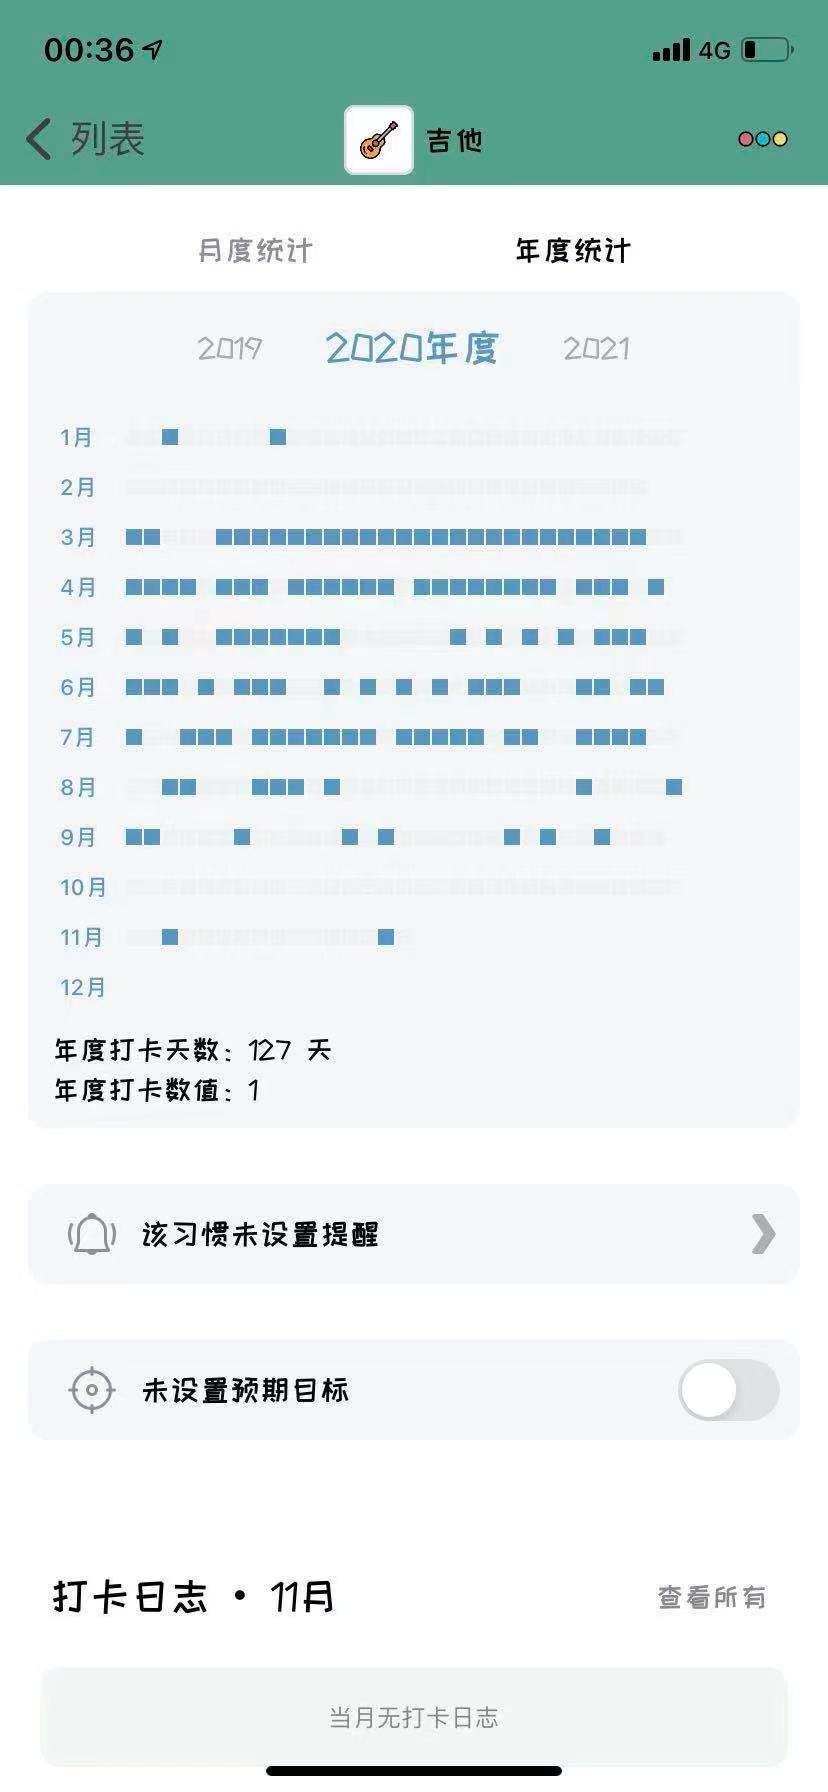 00:36 4G
列表 吉他
月度统计 年度统计
2019 2020年度 2021
1月
2月
3月
4月
5月
6月
7月
8月
9月
10月
11月
12月
年度打卡天数：127 天
年度打卡数值：1
该习惯未设置提醒
未设置预期目标
打卡日志 · 11月 查看所有
当月无打卡日志